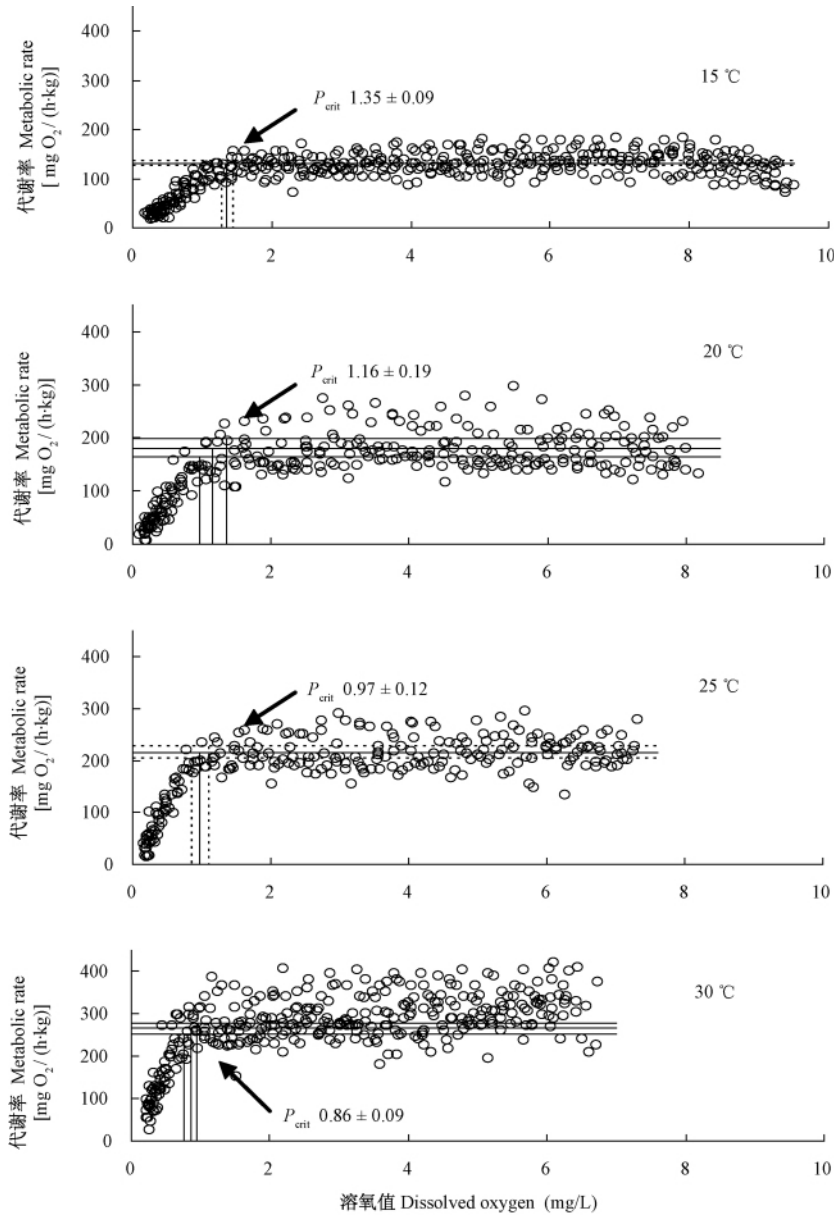 代谢率 Metabolic rate
[ mg O2/ (h·kg)]
400
300
200
100
0
15 ℃
Pcrit 1.35 ± 0.09
0 2 4 6 8 10
代谢率 Metabolic rate
[mg O2/ (h·kg)]
400
300
200
100
0
20 ℃
Pcrit 1.16 ± 0.19
0 2 4 6 8 10
代谢率 Metabolic rate
[mg O2/ (h·kg)]
400
300
200
100
0
25 ℃
Pcrit 0.97 ± 0.12
0 2 4 6 8 10
代谢率 Metabolic rate
[mg O2/ (h·kg)]
400
300
200
100
0
30 ℃
Pcrit 0.86 ± 0.09
0 2 4 6 8 10
溶氧值 Dissolved oxygen (mg/L)